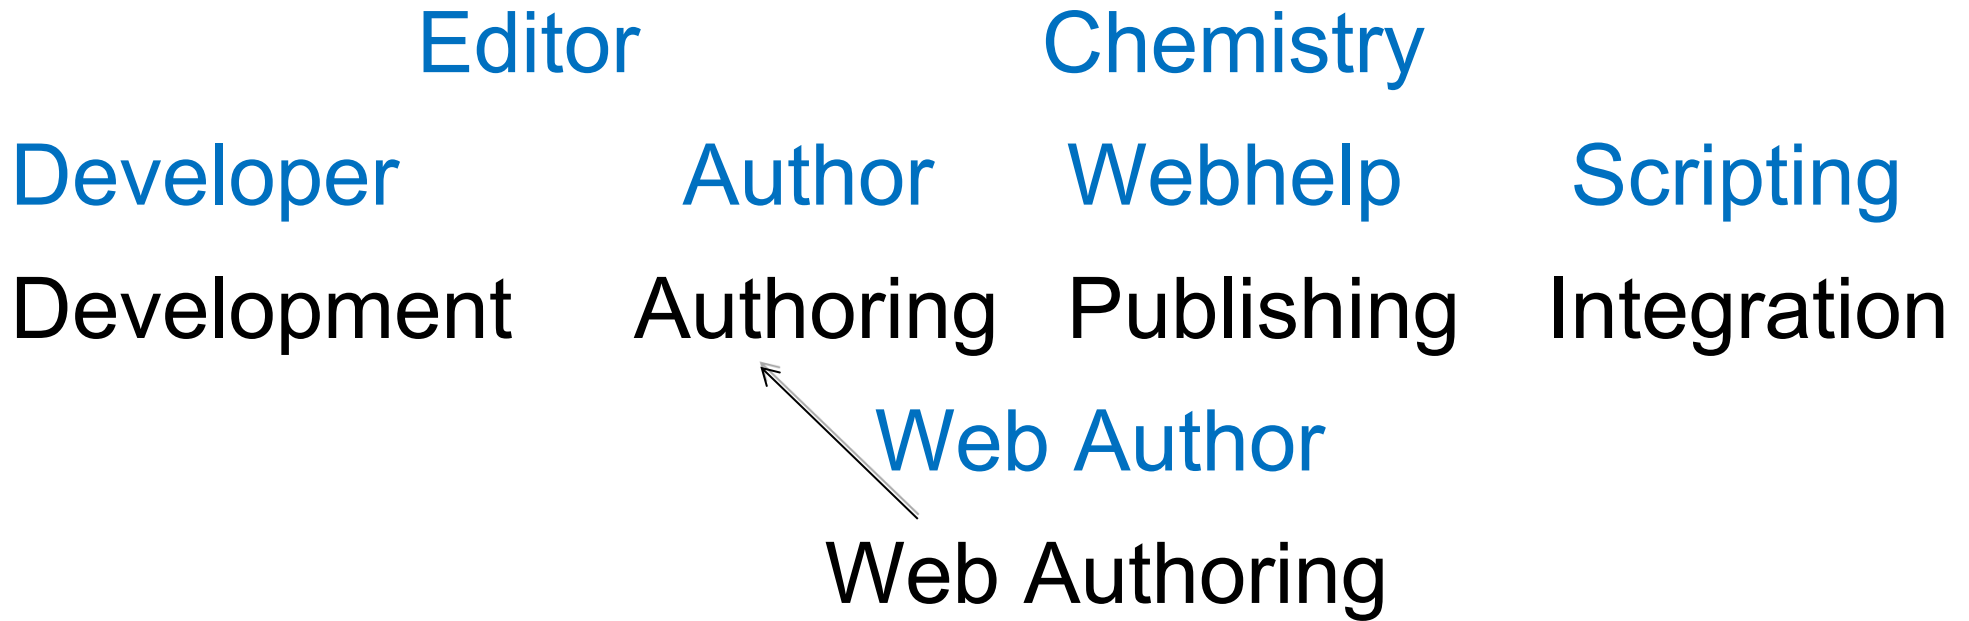 Editor Chemistry
Developer Author Webhelp Scripting
Development Authoring Publishing Integration
Web Author
Web Authoring